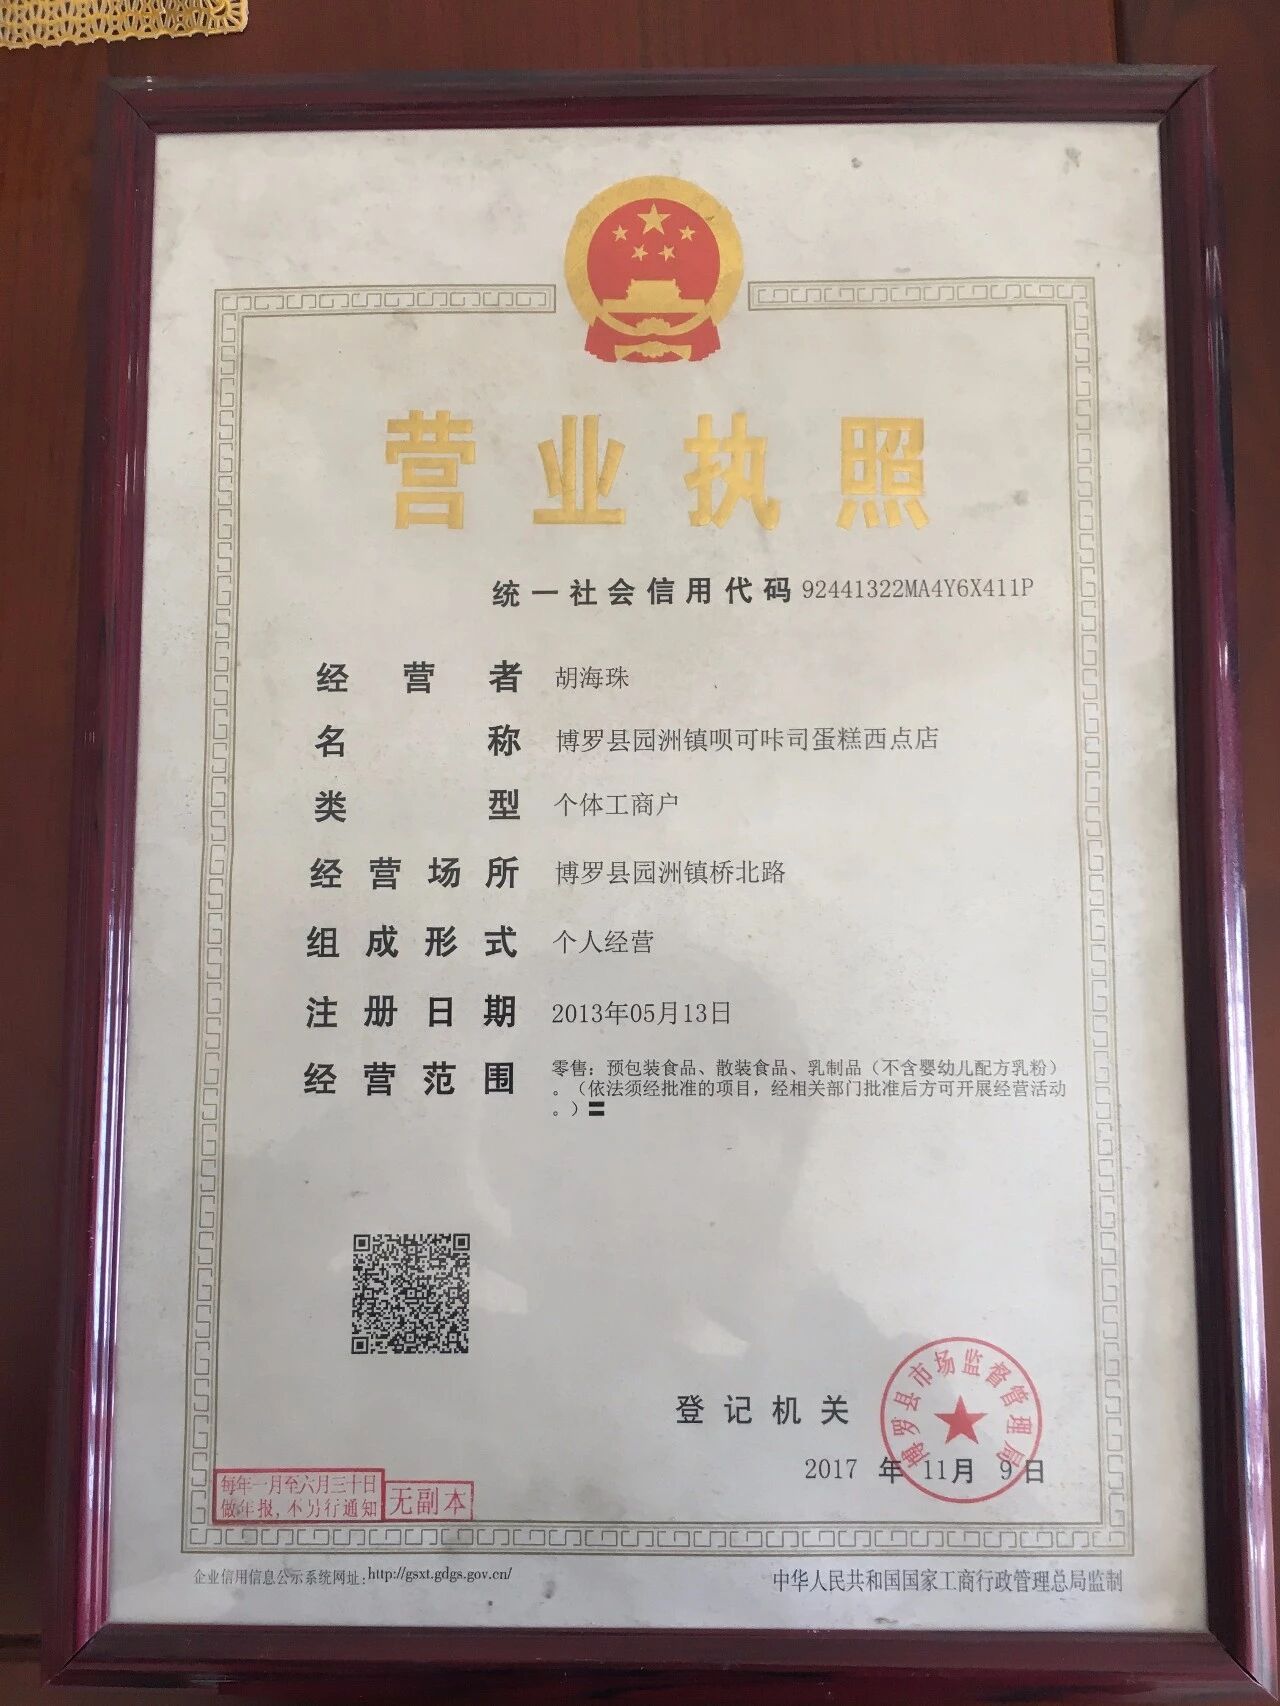 营业执照
统一社会信用代码 92441322MA4Y6X411P
经营者 胡海珠
名称 博罗县园洲镇呗可咔司蛋糕西点店
类型 个体工商户
经营场所 博罗县园洲镇桥北路
组成形式 个人经营
注册日期 2013年05月13日
经营范围 零售：预包装食品、散装食品、乳制品（不含婴幼儿配方乳粉）
。（依法须经批准的项目，经相关部门批准后方可开展经营活动
。）〓
登记机关
博罗县市场监督管理局
2017 年 11月 9日
每年一月至六月三十日
做年报,不另行通知
无副本
企业信用信息公示系统网址:http://gsxt.gdgs.gov.cn/
中华人民共和国国家工商行政管理总局监制